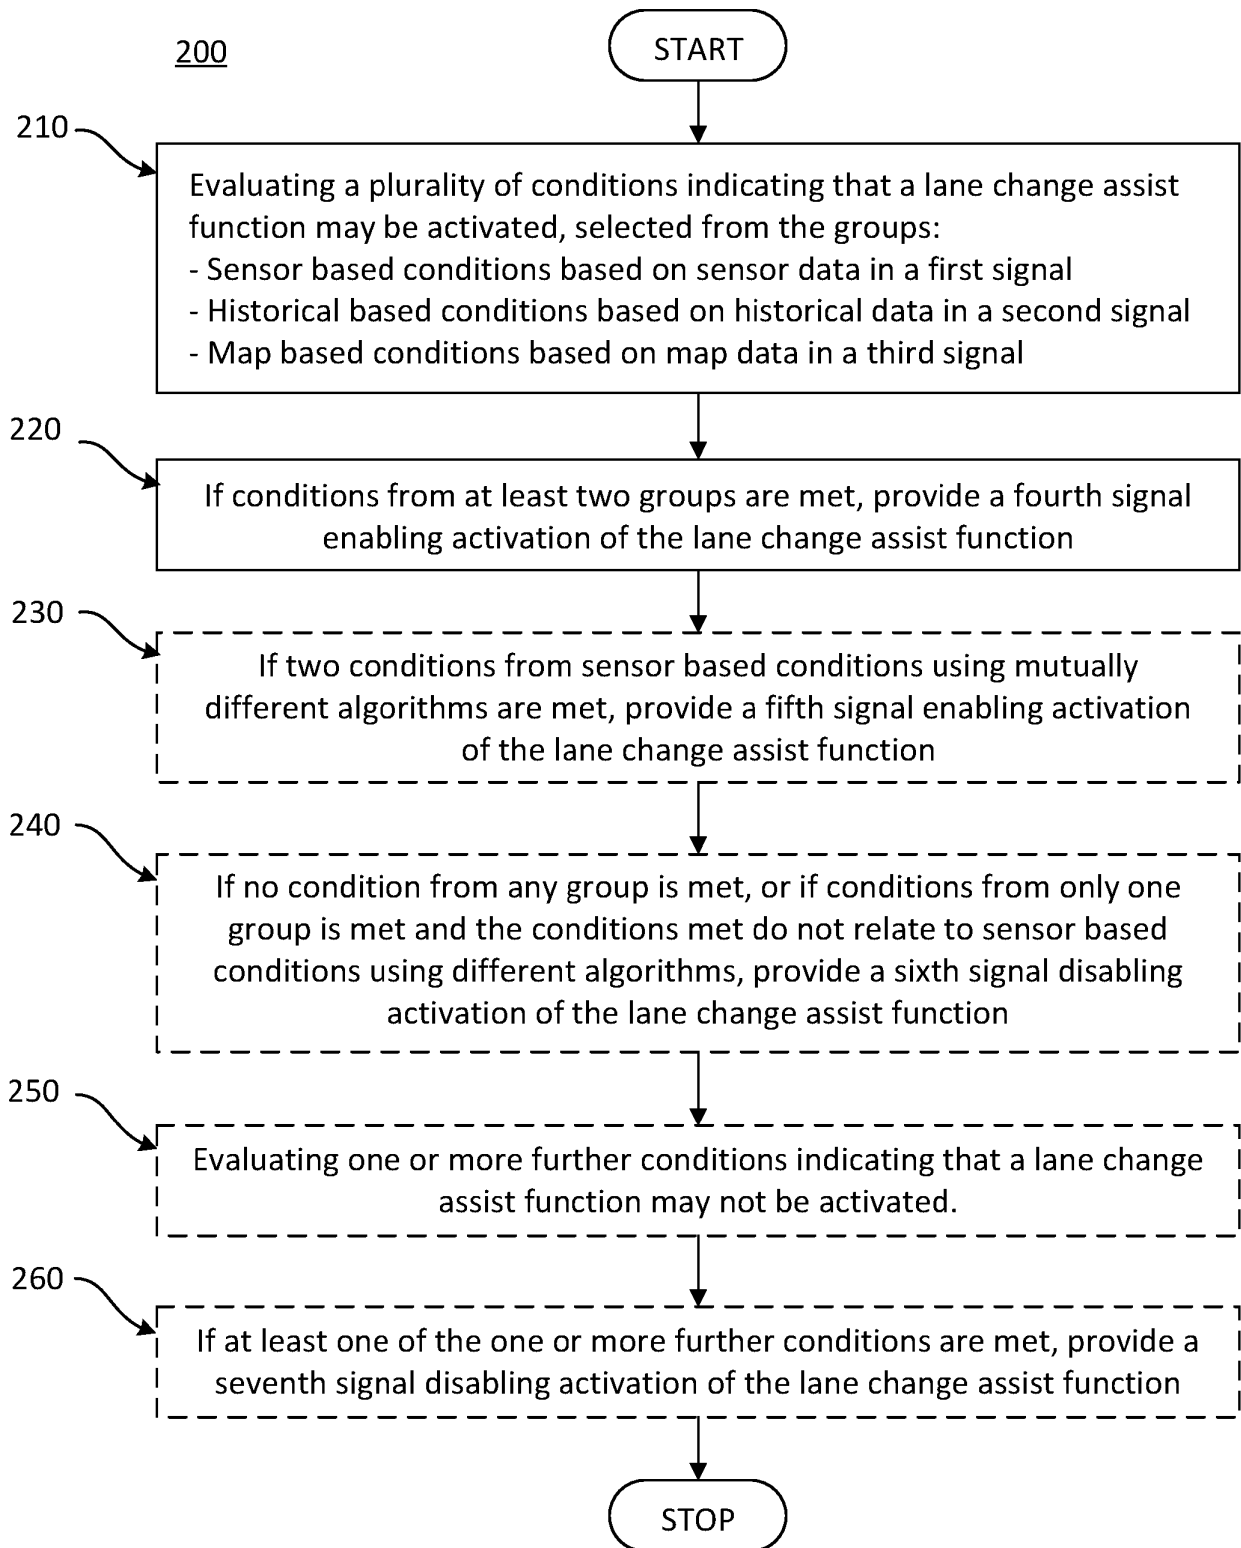 200
START
210
Evaluating a plurality of conditions indicating that a lane change assist
function may be activated, selected from the groups:
- Sensor based conditions based on sensor data in a first signal
- Historical based conditions based on historical data in a second signal
- Map based conditions based on map data in a third signal
220
If conditions from at least two groups are met, provide a fourth signal
enabling activation of the lane change assist function
230
If two conditions from sensor based conditions using mutually
different algorithms are met, provide a fifth signal enabling activation
of the lane change assist function
240
If no condition from any group is met, or if conditions from only one
group is met and the conditions met do not relate to sensor based
conditions using different algorithms, provide a sixth signal disabling
activation of the lane change assist function
250
Evaluating one or more further conditions indicating that a lane change
assist function may not be activated.
260
If at least one of the one or more further conditions are met, provide a
seventh signal disabling activation of the lane change assist function
STOP